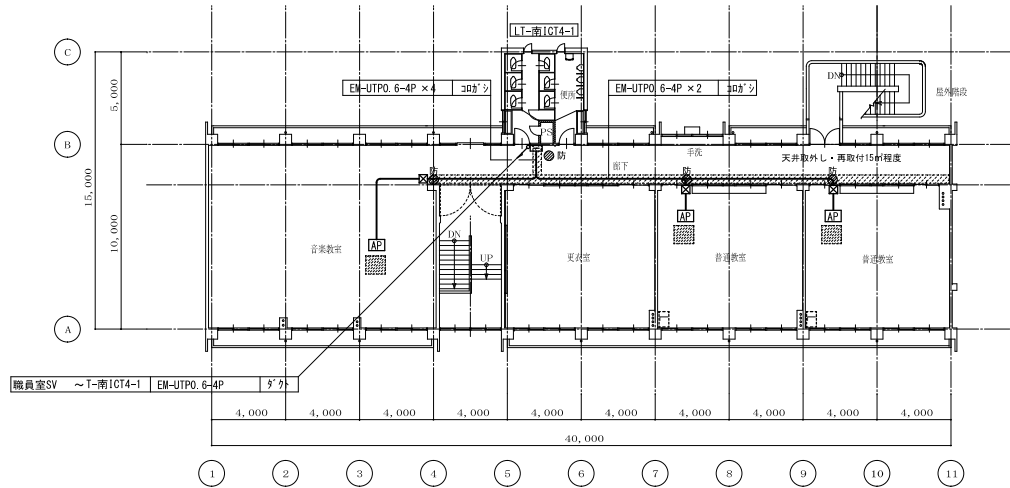 LT-南ICT4-1
C
EM-UTP0.6-4P ×4 コロガシ
EM-UTP0.6-4P ×2 コロガシ
DN
便所
屋外階段
5,000
PS
B
防
手洗
天井取外し・再取付15㎡程度
廊下
防
防
防
15,000
10,000
AP
AP
AP
DN
音楽教室
UP
更衣室
普通教室
普通教室
A
職員室SV ～T-南ICT4-1 EM-UTP0.6-4P ダクト
4,000 4,000 4,000 4,000 4,000 4,000 4,000 4,000 4,000 4,000
40,000
1 2 3 4 5 6 7 8 9 10 11